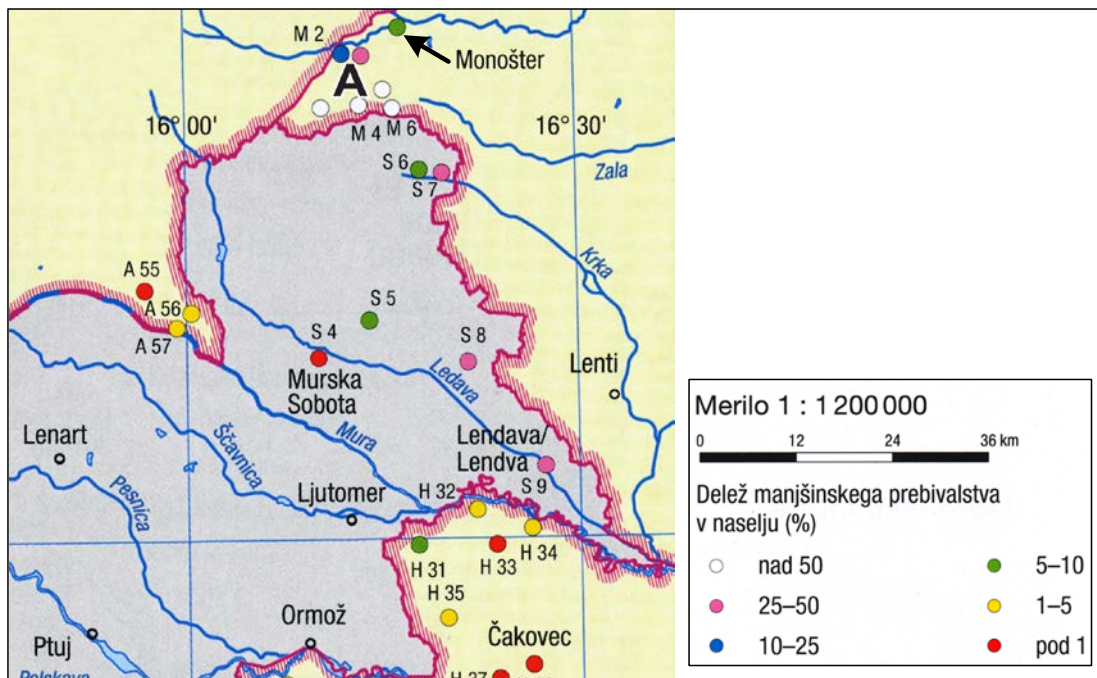 M 2
Monošter
A
16° 00'
M 4
M 6
16° 30'
Zala
S 6
S 7
Krka
A 55
A 56
A 57
S 5
S 4
S 8
Murska
Sobota
Ledava
Lenti
Lenart
Ščavnica
Mura
Lendava/
Lendva
S 9
Pesnica
Ljutomer
H 32
H 34
H 31
H 33
H 35
Ormož
Čakovec
Ptuj
H 37
Polskava
Merilo 1 : 1 200 000
0 12 24 36 km
Delež manjšinskega prebivalstva
v naselju (%)
nad 50
5–10
25–50
1–5
10–25
pod 1